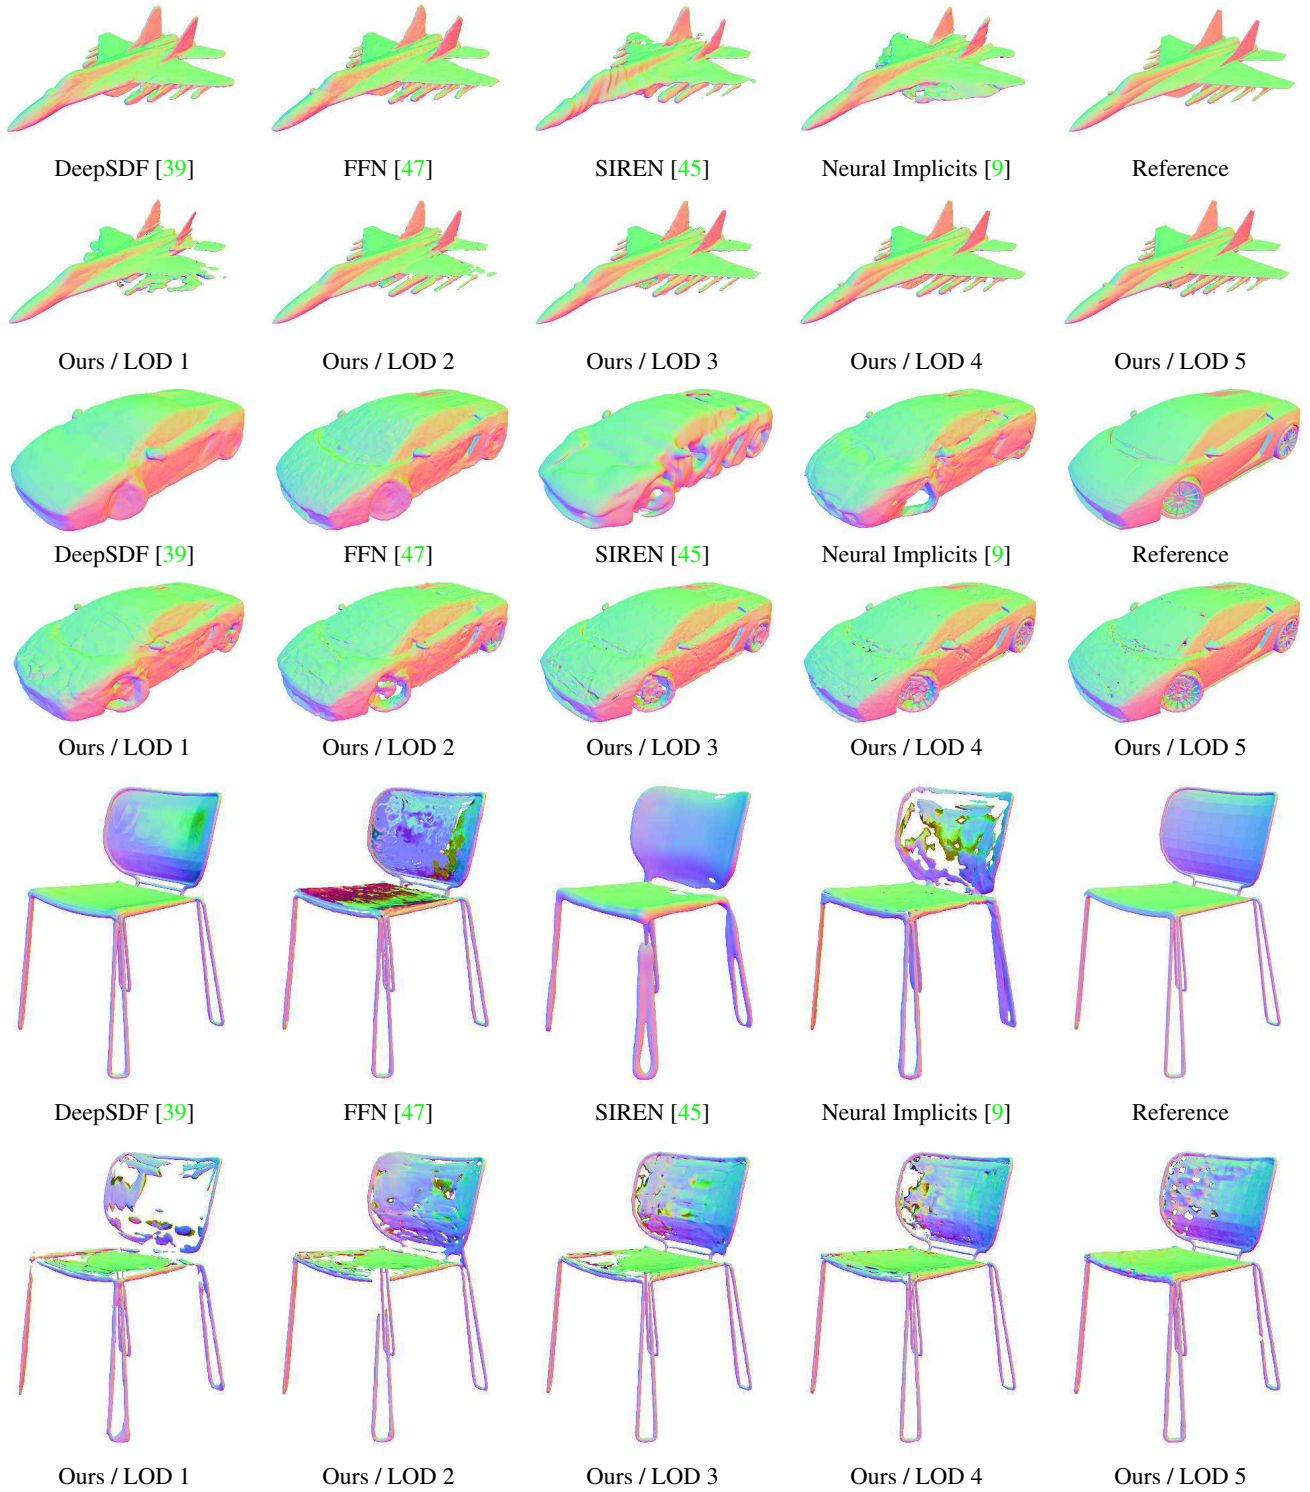 DeepSDF [39] FFN [47] SIREN [45] Neural Implicits [9] Reference
Ours / LOD 1 Ours / LOD 2 Ours / LOD 3 Ours / LOD 4 Ours / LOD 5
DeepSDF [39] FFN [47] SIREN [45] Neural Implicits [9] Reference
Ours / LOD 1 Ours / LOD 2 Ours / LOD 3 Ours / LOD 4 Ours / LOD 5
DeepSDF [39] FFN [47] SIREN [45] Neural Implicits [9] Reference
Ours / LOD 1 Ours / LOD 2 Ours / LOD 3 Ours / LOD 4 Ours / LOD 5